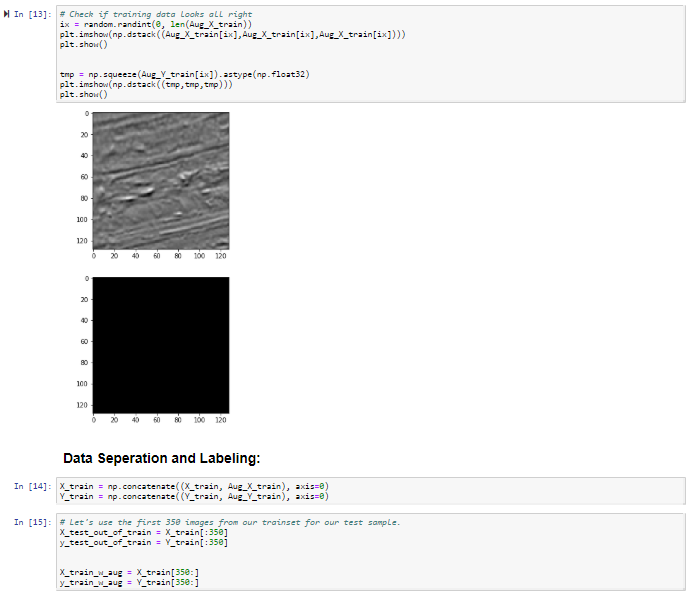 In [13]: # Check if training data looks all right
ix = random.randint(0, len(Aug_X_train))
plt.imshow(np.dstack((Aug_X_train[ix],Aug_X_train[ix],Aug_X_train[ix])))
plt.show()
tmp = np.squeeze(Aug_Y_train[ix]).astype(np.float32)
plt.imshow(np.dstack((tmp,tmp,tmp)))
plt.show()
0
20
40
60
80
100
120
0 20 40 60 80 100 120
0
20
40
60
80
100
120
0 20 40 60 80 100 120
Data Seperation and Labeling:
In [14]: X_train = np.concatenate((X_train, Aug_X_train), axis=0)
Y_train = np.concatenate((Y_train, Aug_Y_train), axis=0)
In [15]: # Let's use the first 350 images from our trainset for our test sample.
X_test_out_of_train = X_train[:350]
y_test_out_of_train = Y_train[:350]
X_train_w_aug = X_train[350:]
y_train_w_aug = Y_train[350:]